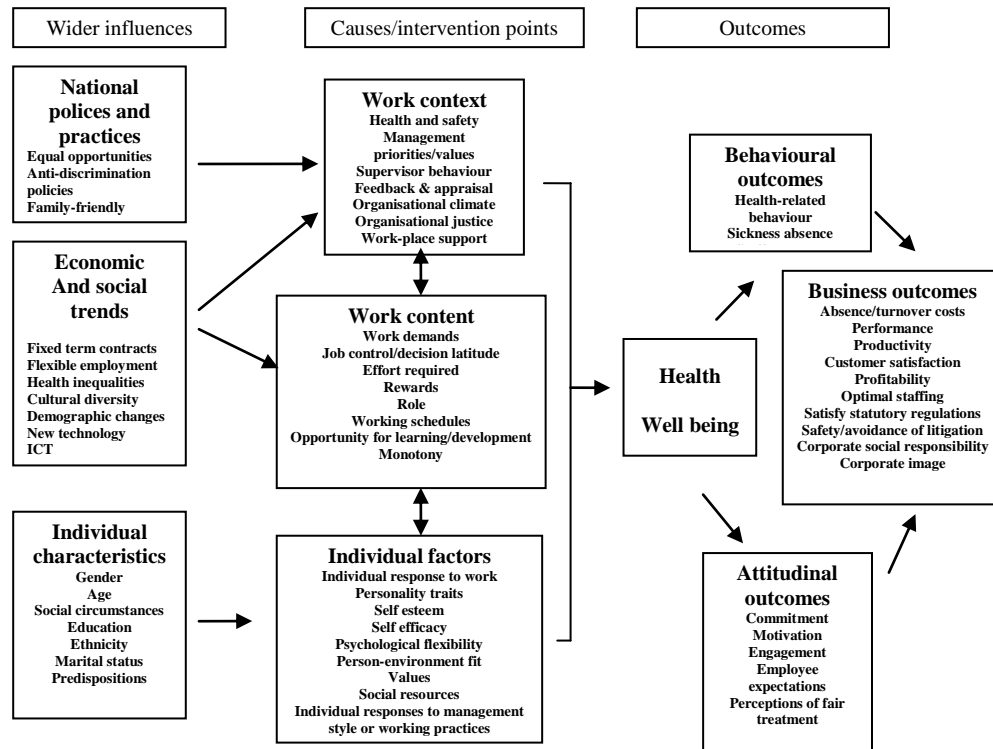 Wider influences
Causes/intervention points
Outcomes
National
polices and
practices
Equal opportunities
Anti-discrimination
policies
Family-friendly
Economic
And social
trends
Fixed term contracts
Flexible employment
Health inequalities
Cultural diversity
Demographic changes
New technology
ICT
Individual
characteristics
Gender
Age
Social circumstances
Education
Ethnicity
Marital status
Predispositions
Work context
Health and safety
Management
priorities/values
Supervisor behaviour
Feedback & appraisal
Organisational climate
Organisational justice
Work-place support
Work content
Work demands
Job control/decision latitude
Effort required
Rewards
Role
Working schedules
Opportunity for learning/development
Monotony
Individual factors
Individual response to work
Personality traits
Self esteem
Self efficacy
Psychological flexibility
Person-environment fit
Values
Social resources
Individual responses to management
style or working practices
Health
Well being
Behavioural
outcomes
Health-related
behaviour
Sickness absence
Business outcomes
Absence/turnover costs
Performance
Productivity
Customer satisfaction
Profitability
Optimal staffing
Satisfy statutory regulations
Safety/avoidance of litigation
Corporate social responsibility
Corporate image
Attitudinal
outcomes
Commitment
Motivation
Engagement
Employee
expectations
Perceptions of fair
treatment